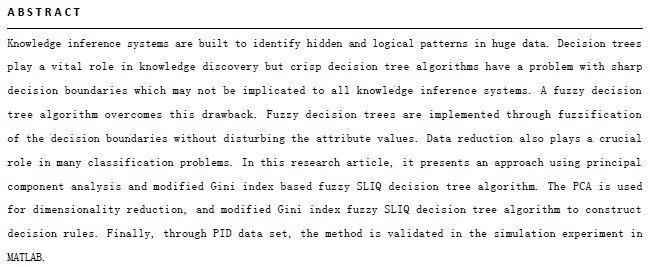 ABSTRACT
Knowledge inference systems are built to identify hidden and logical patterns in huge data. Decision trees
play a vital role in knowledge discovery but crisp decision tree algorithms have a problem with sharp
decision boundaries which may not be implicated to all knowledge inference systems. A fuzzy decision
tree algorithm overcomes this drawback. Fuzzy decision trees are implemented through fuzzification
of the decision boundaries without disturbing the attribute values. Data reduction also plays a crucial
role in many classification problems. In this research article, it presents an approach using principal
component analysis and modified Gini index based fuzzy SLIQ decision tree algorithm. The PCA is used
for dimensionality reduction, and modified Gini index fuzzy SLIQ decision tree algorithm to construct
decision rules. Finally, through PID data set, the method is validated in the simulation experiment in
MATLAB.